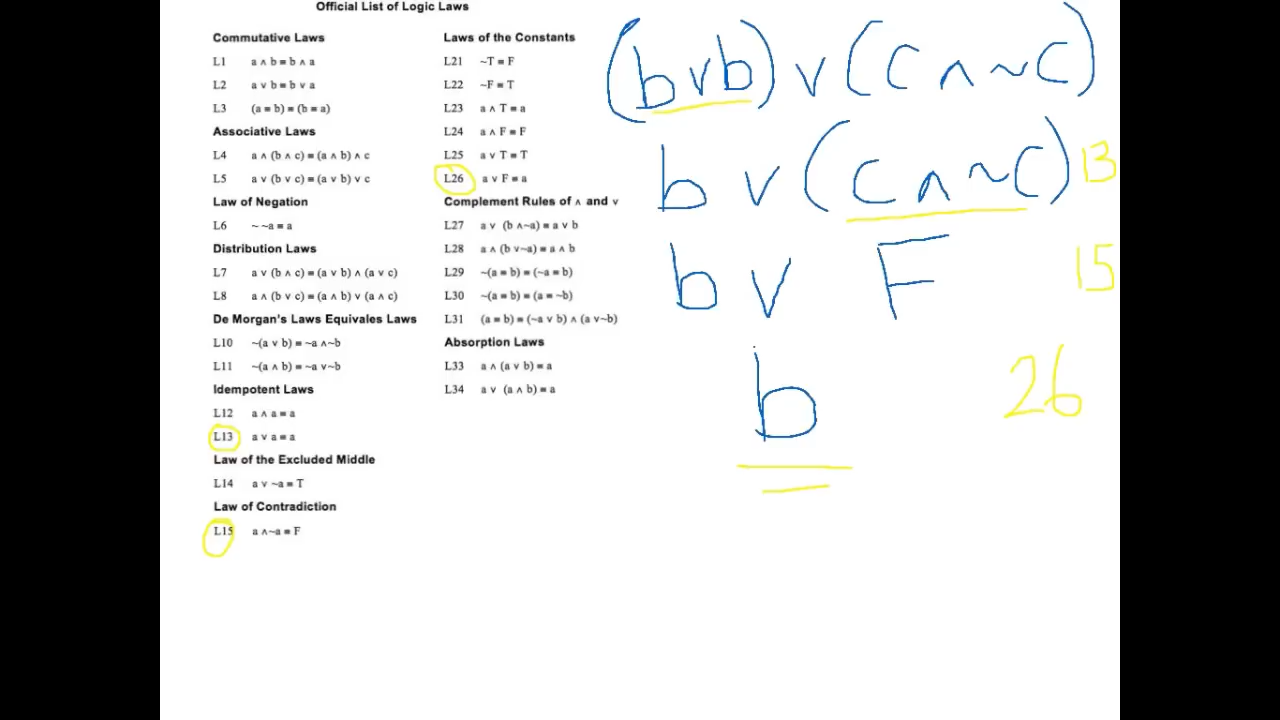 Official List of Logic Laws
Commutative Laws
L1 a ∧ b = b ∧ a
L2 a ∨ b = b ∨ a
L3 (a = b) = (b = a)
Associative Laws
L4 a ∧ (b ∧ c) = (a ∧ b) ∧ c
L5 a ∨ (b ∨ c) = (a ∨ b) ∨ c
Law of Negation
L6 ~ ~a = a
Distribution Laws
L7 a ∨ (b ∧ c) = (a ∨ b) ∧ (a ∨ c)
L8 a ∧ (b ∨ c) = (a ∧ b) ∨ (a ∧ c)
De Morgan's Laws Equivales Laws
L10 ~(a ∨ b) = ~a ∧ ~b
L11 ~(a ∧ b) = ~a ∨ ~b
Idempotent Laws
L12 a ∧ a = a
L13 a ∨ a = a
Law of the Excluded Middle
L14 a ∨ ~a = T
Law of Contradiction
L15 a ∧ ~a = F
Laws of the Constants
L21 ~T = F
L22 ~F = T
L23 a ∧ T = a
L24 a ∧ F = F
L25 a ∨ T = T
L26 a ∨ F = a
Complement Rules of ∧ and ∨
L27 a ∨ (b ∧ ~a) = a ∨ b
L28 a ∧ (b ∨ ~a) = a ∧ b
L29 ~(a = b) = (~a = b)
L30 ~(a = b) = (a = ~b)
L31 (a = b) = (~a ∨ b) ∧ (a ∨ ~b)
Absorption Laws
L33 a ∧ (a ∨ b) = a
L34 a ∨ (a ∧ b) = a
(b ∨ b) ∨ (c ∧ ~c)
b ∨ (c ∧ ~c) 13
b ∨ F 15
b 26